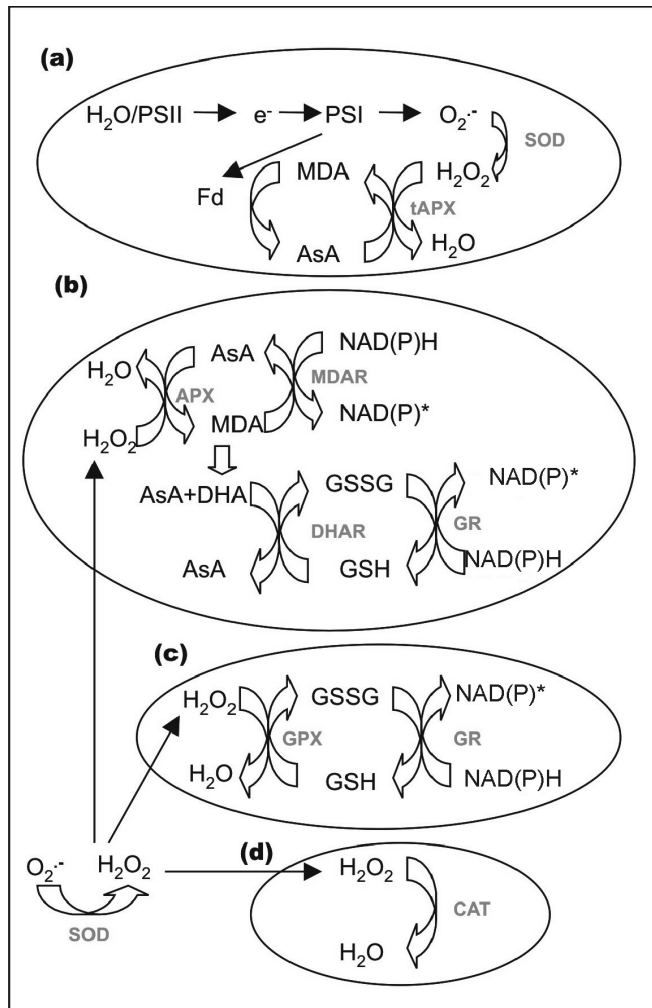 (a)
H₂O/PSII e⁻ PSI O₂·⁻
SOD
Fd MDA H₂O₂
tAPX
AsA H₂O
(b)
H₂O AsA NAD(P)H
APX MDAR
H₂O₂ MDA NAD(P)*
AsA+DHA GSSG NAD(P)*
DHAR GR
AsA GSH NAD(P)H
(c)
H₂O₂ GSSG NAD(P)*
GPX GR
H₂O GSH NAD(P)H
(d)
O₂·⁻ H₂O₂ H₂O₂
SOD CAT
H₂O